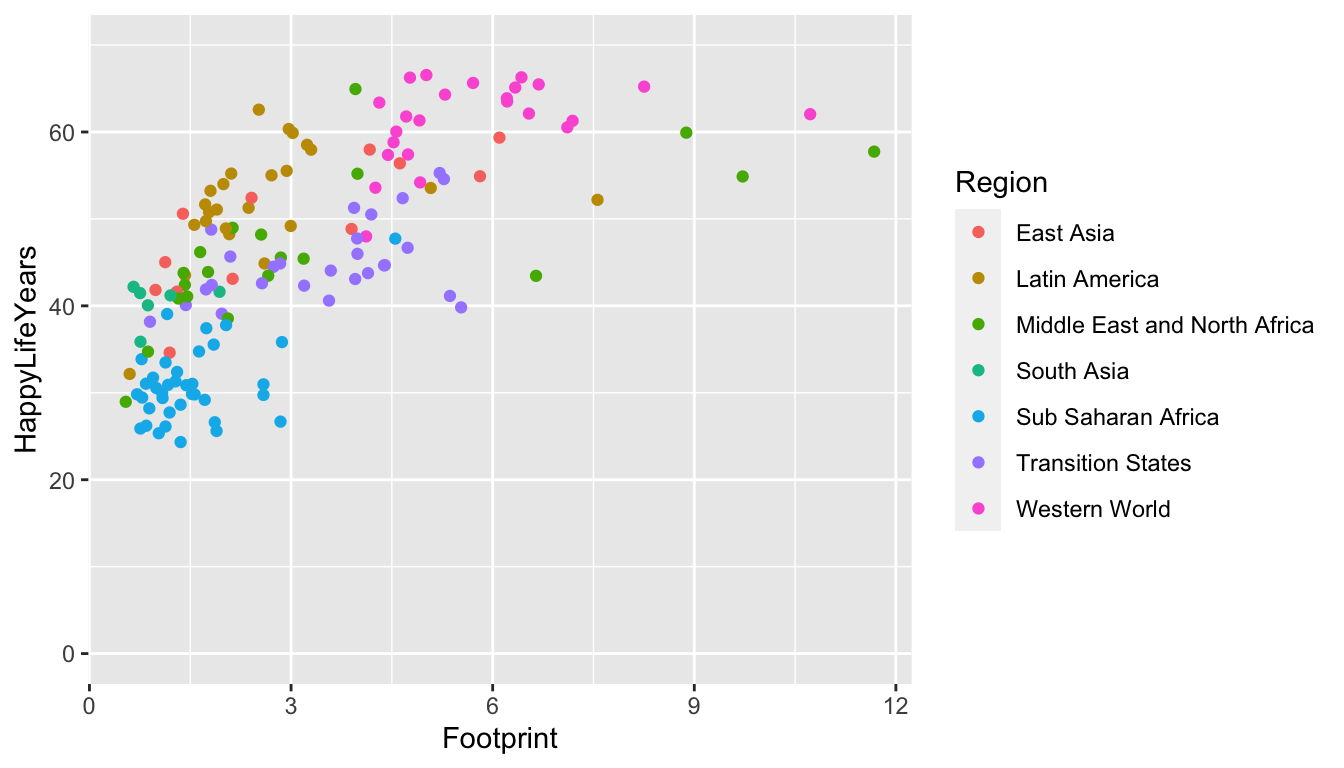 HappyLifeYears
60
40
20
0
0
3
6
9
12
Footprint
Region
East Asia
Latin America
Middle East and North Africa
South Asia
Sub Saharan Africa
Transition States
Western World